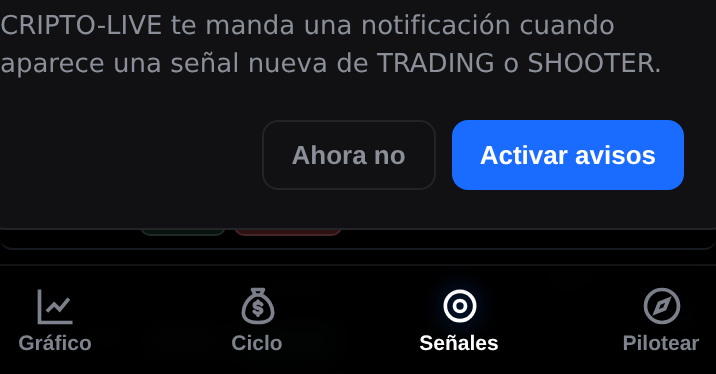 CRIPTO-LIVE te manda una notificación cuando
aparece una señal nueva de TRADING o SHOOTER.
Ahora no
Activar avisos
Gráfico
Ciclo
Señales
Pilotear